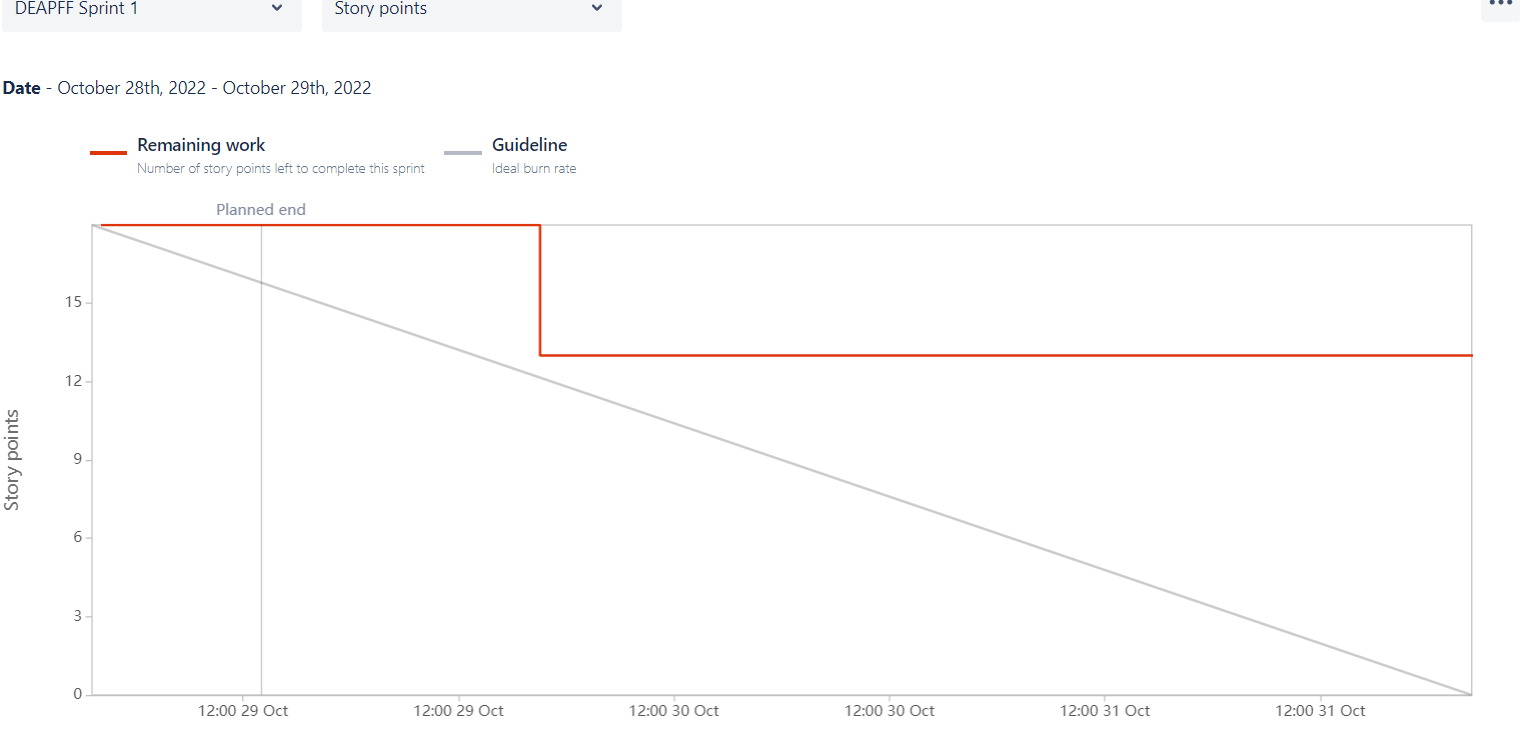 DEAPFF Sprint 1
Story points
Date - October 28th, 2022 - October 29th, 2022
Remaining work
Number of story points left to complete this sprint
Guideline
Ideal burn rate
Planned end
15
12
9
6
3
0
Story points
12:00 29 Oct
12:00 29 Oct
12:00 30 Oct
12:00 30 Oct
12:00 31 Oct
12:00 31 Oct